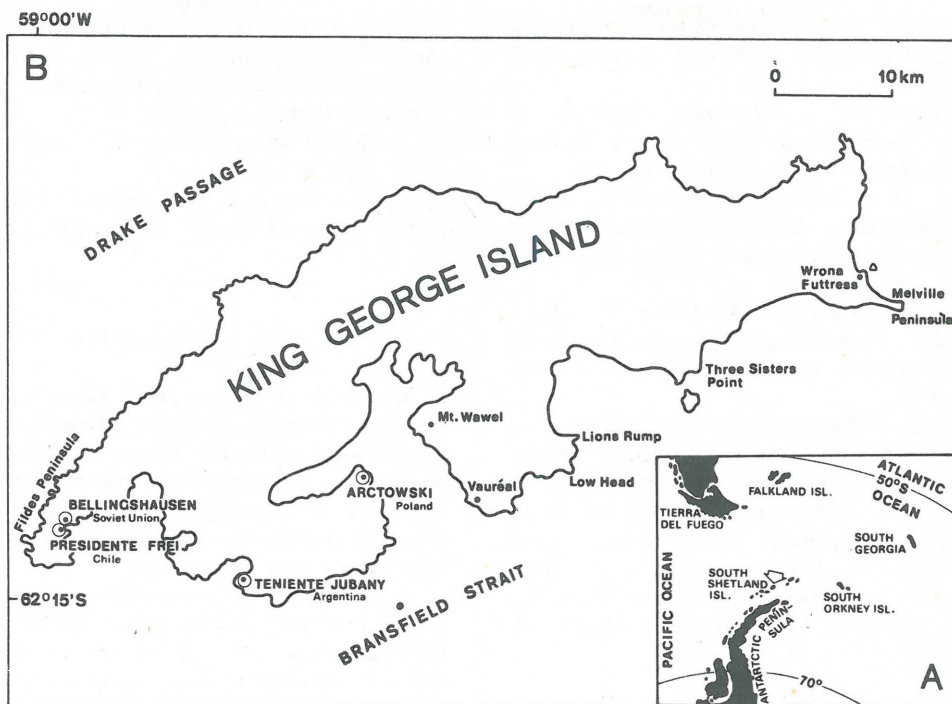 59°00'W
B
0 10 km
DRAKE PASSAGE
KING GEORGE ISLAND
Wrona
Futtress
Melville
Peninsula
Three Sisters
Point
Mt. Wawel
Lions Rump
Low Head
Vauréal
ARCTOWSKI
Poland
Fildes Peninsula
BELLINGSHAUSEN
Soviet Union
PRESIDENTE FREI
Chile
TENIENTE JUBANY
Argentina
62°15'S
BRANSFIELD STRAIT
ATLANTIC
50°S
OCEAN
FALKLAND ISL.
TIERRA
DEL FUEGO
SOUTH
GEORGIA
SOUTH
SHETLAND
ISL.
SOUTH
ORKNEY ISL.
PACIFIC OCEAN
ANTARTCTIC PENIN-
SULA
70°
A